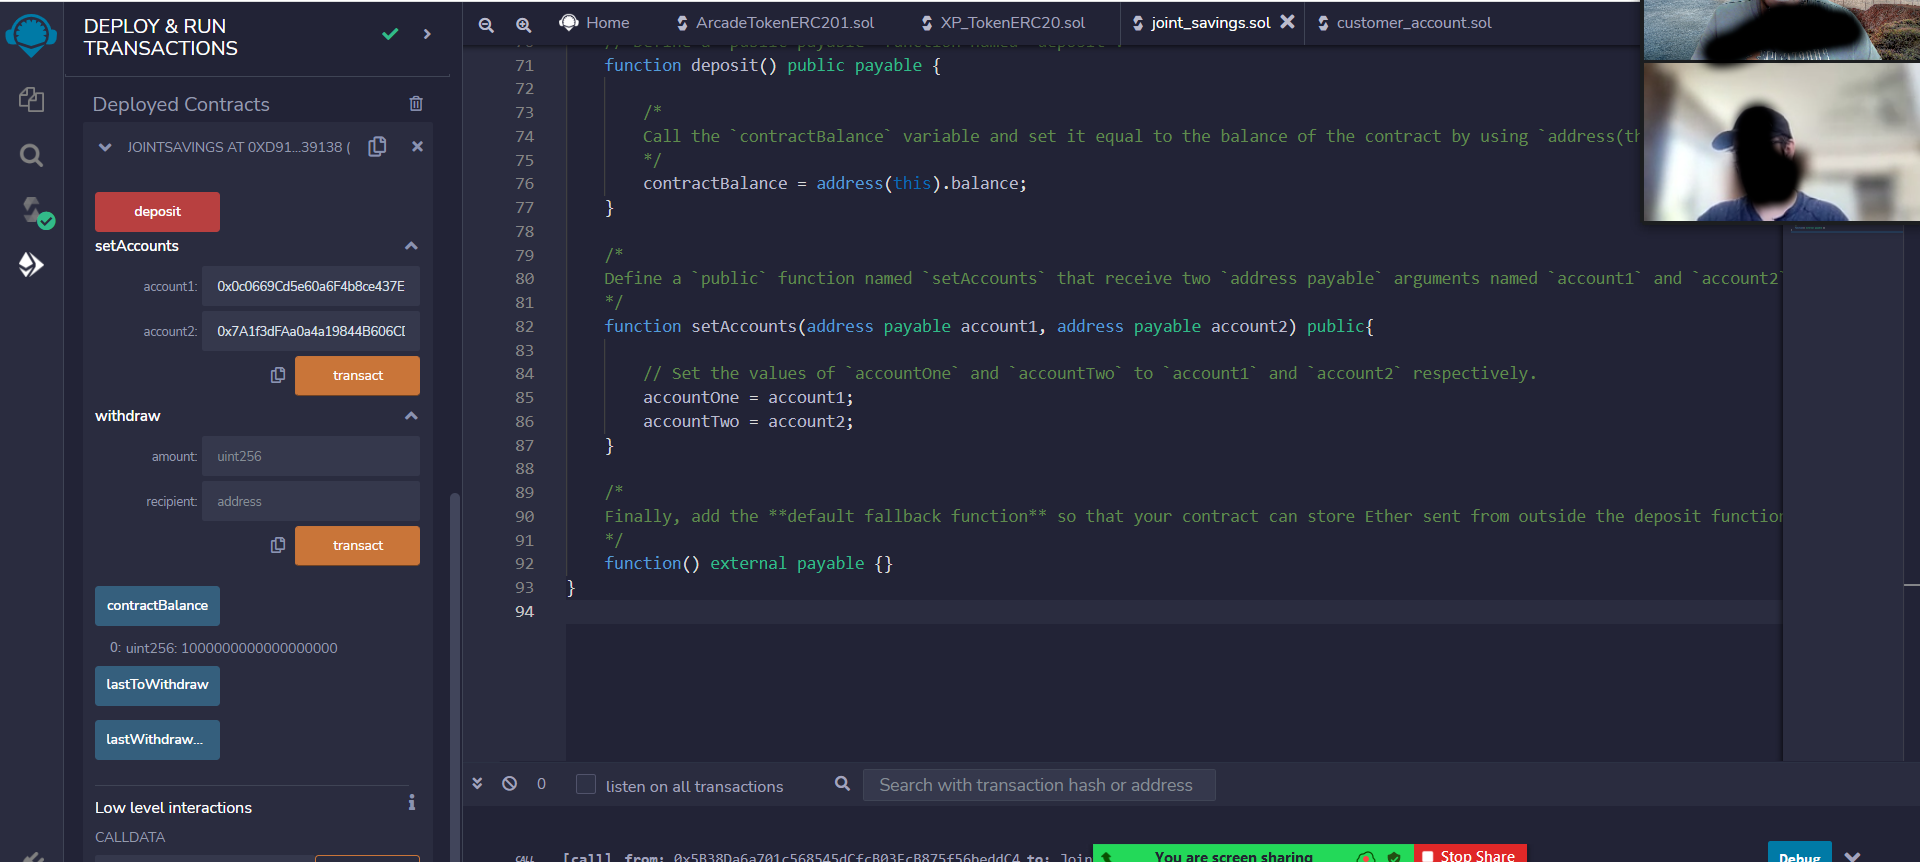 DEPLOY & RUN
TRANSACTIONS
Deployed Contracts
JOINTSAVINGS AT 0XD91...39138 (
deposit
setAccounts
account1: 0x0c0669Cd5e60a6F4b8ce437E
account2: 0x7A1f3dFAa0a4a19844B606CI
transact
withdraw
amount: uint256
recipient: address
transact
contractBalance
0: uint256: 1000000000000000000
lastToWithdraw
lastWithdraw...
Low level interactions
i
CALLDATA
Home ArcadeTokenERC201.sol XP_TokenERC20.sol joint_savings.sol customer_account.sol
71 function deposit() public payable {
72
73 /*
74 Call the `contractBalance` variable and set it equal to the balance of the contract by using `address(th
75 */
76 contractBalance = address(this).balance;
77 }
78
79 /*
80 Define a `public` function named `setAccounts` that receive two `address payable` arguments named `account1` and `account2`
81 */
82 function setAccounts(address payable account1, address payable account2) public{
83
84 // Set the values of `accountOne` and `accountTwo` to `account1` and `account2` respectively.
85 accountOne = account1;
86 accountTwo = account2;
87 }
88
89 /*
90 Finally, add the **default fallback function** so that your contract can store Ether sent from outside the deposit function
91 */
92 function() external payable {}
93 }
94
0 listen on all transactions Search with transaction hash or address
CALL [call] from: 0x5B38Da6a701c568545dCfcB03FcB875f56beddC4 to: Join
You are screen sharing Stop Share
Debug